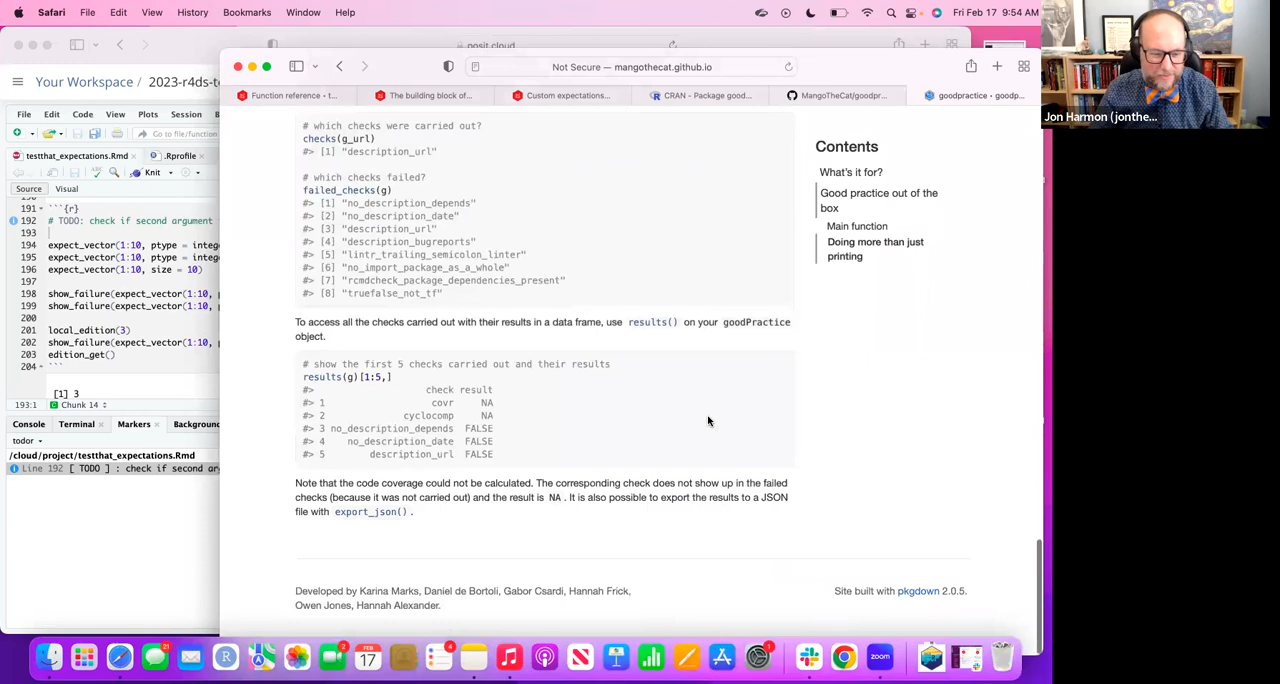 Safari File Edit View History Bookmarks Window Help
Fri Feb 17 9:54 AM
posit.cloud
Your Workspace / 2023-r4ds-t
File Edit Code View Plots Session
Go to file/function
testthat_expectations.Rmd
.Rprofile
Knit
Source Visual
191 ```{r}
192 # TODO: check if second argument
193
194 expect_vector(1:10, ptype = intege
195 expect_vector(1:10, ptype = intege
196 expect_vector(1:10, size = 10)
197
198 show_failure(expect_vector(1:10, p
199 show_failure(expect_vector(1:10, p
200
201 local_edition(3)
202 show_failure(expect_vector(1:10, p
203 edition_get()
204 ```
[1] 3
193:1 Chunk 14
Console Terminal Markers Background
todor
/cloud/project/testthat_expectations.Rmd
Line 192 [ TODO ] : check if second arg
Not Secure — mangothecat.github.io
Function reference • t...
The building block of...
Custom expectations...
CRAN - Package good...
MangoTheCat/goodpr...
goodpractice • goodp...
# which checks were carried out?
checks(g_url)
#> [1] "description_url"
# which checks failed?
failed_checks(g)
#> [1] "no_description_depends"
#> [2] "no_description_date"
#> [3] "description_url"
#> [4] "description_bugreports"
#> [5] "lintr_trailing_semicolon_linter"
#> [6] "no_import_package_as_a_whole"
#> [7] "rcmdcheck_package_dependencies_present"
#> [8] "truefalse_not_tf"
To access all the checks carried out with their results in a data frame, use results() on your goodPractice
object.
# show the first 5 checks carried out and their results
results(g)[1:5,]
#> check result
#> 1 covr NA
#> 2 cyclocomp NA
#> 3 no_description_depends FALSE
#> 4 no_description_date FALSE
#> 5 description_url FALSE
Note that the code coverage could not be calculated. The corresponding check does not show up in the failed
checks (because it was not carried out) and the result is NA . It is also possible to export the results to a JSON
file with export_json() .
Developed by Karina Marks, Daniel de Bortoli, Gabor Csardi, Hannah Frick,
Owen Jones, Hannah Alexander.
Site built with pkgdown 2.0.5.
Contents
What's it for?
Good practice out of the
box
Main function
Doing more than just
printing
Jon Harmon (jonthe...
21
2
FEB
17
4
1
zoom